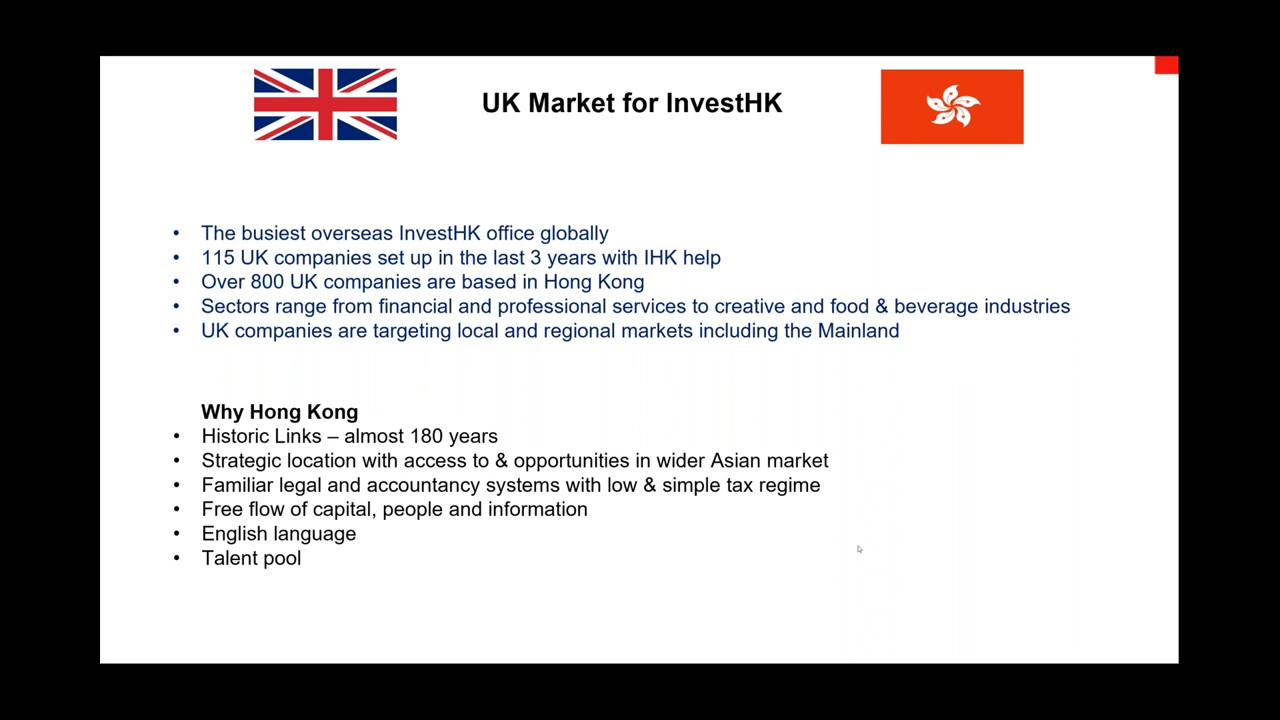 UK Market for InvestHK
• The busiest overseas InvestHK office globally
• 115 UK companies set up in the last 3 years with IHK help
• Over 800 UK companies are based in Hong Kong
• Sectors range from financial and professional services to creative and food & beverage industries
• UK companies are targeting local and regional markets including the Mainland
Why Hong Kong
• Historic Links – almost 180 years
• Strategic location with access to & opportunities in wider Asian market
• Familiar legal and accountancy systems with low & simple tax regime
• Free flow of capital, people and information
• English language
• Talent pool